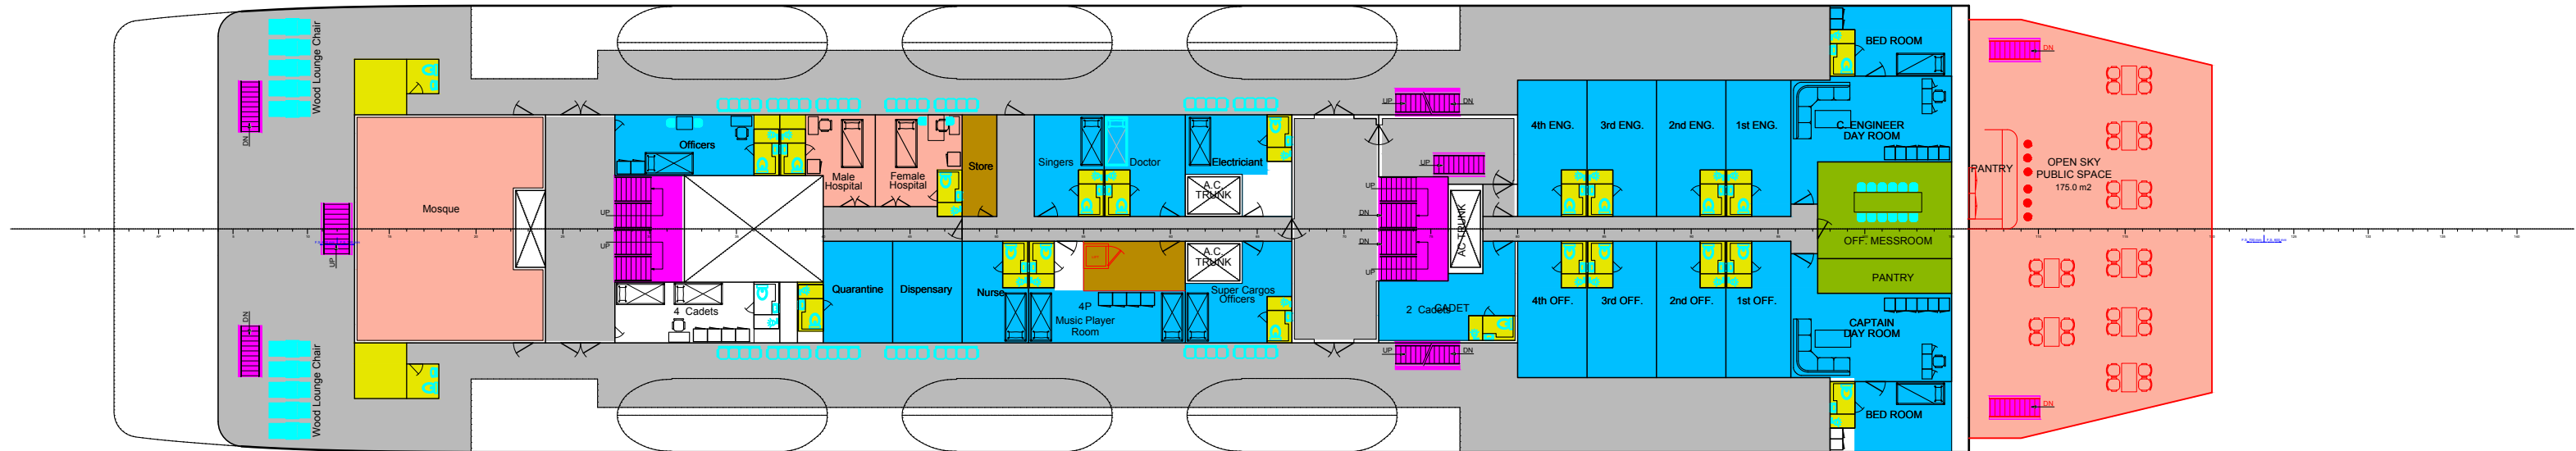 Wood Lounge Chair
DN
BED ROOM
DN
UP
DN
4th ENG.
3rd ENG.
2nd ENG.
1st ENG.
C. ENGINEER
DAY ROOM
Officers
Male
Hospital
Female
Hospital
Store
Singers
Doctor
Electriciant
A.C.
TRUNK
UP
UP
PANTRY
OPEN SKY
PUBLIC SPACE
175.0 m2
Mosque
UP
UP
DN
DN
UP
UP
AC TRUNK
OFF. MESSROOM
PANTRY
A.C.
TRUNK
Quarantine
Dispensary
Nurse
4P
Music Player
Room
Super Cargos
Officers
2 Cadets
CADET
4th OFF.
3rd OFF.
2nd OFF.
1st OFF.
CAPTAIN
DAY ROOM
4 Cadets
DN
UP
DN
Wood Lounge Chair
BED ROOM
DN